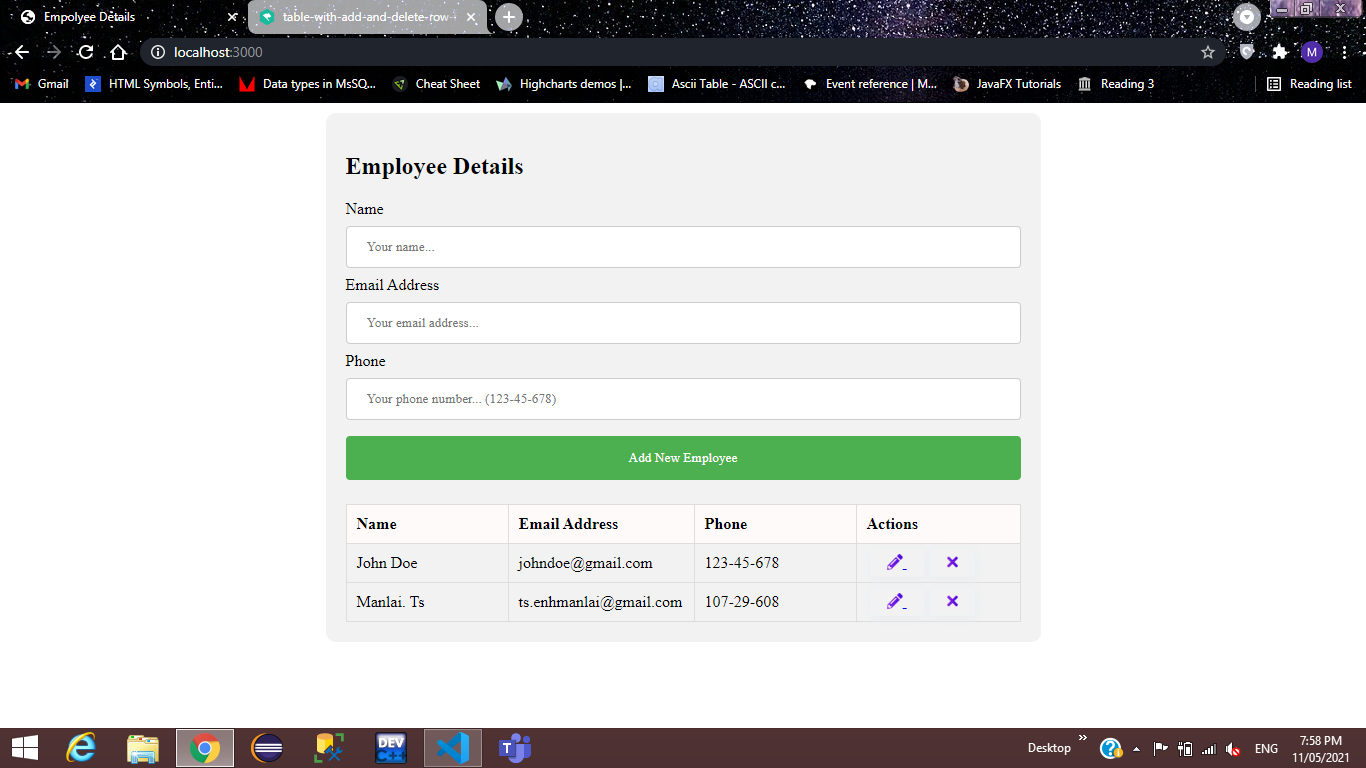 Empolyee Details
table-with-add-and-delete-row
localhost:3000
M
Gmail
HTML Symbols, Enti...
Data types in MsSQ...
Cheat Sheet
Highcharts demos |...
Ascii Table - ASCII c...
Event reference | M...
JavaFX Tutorials
Reading 3
Reading list
Employee Details
Name
Your name...
Email Address
Your email address...
Phone
Your phone number... (123-45-678)
Add New Employee
Name Email Address Phone Actions
John Doe johndoe@gmail.com 123-45-678
Manlai. Ts ts.enhmanlai@gmail.com 107-29-608
DEV
C++
Desktop
ENG
7:58 PM
11/05/2021